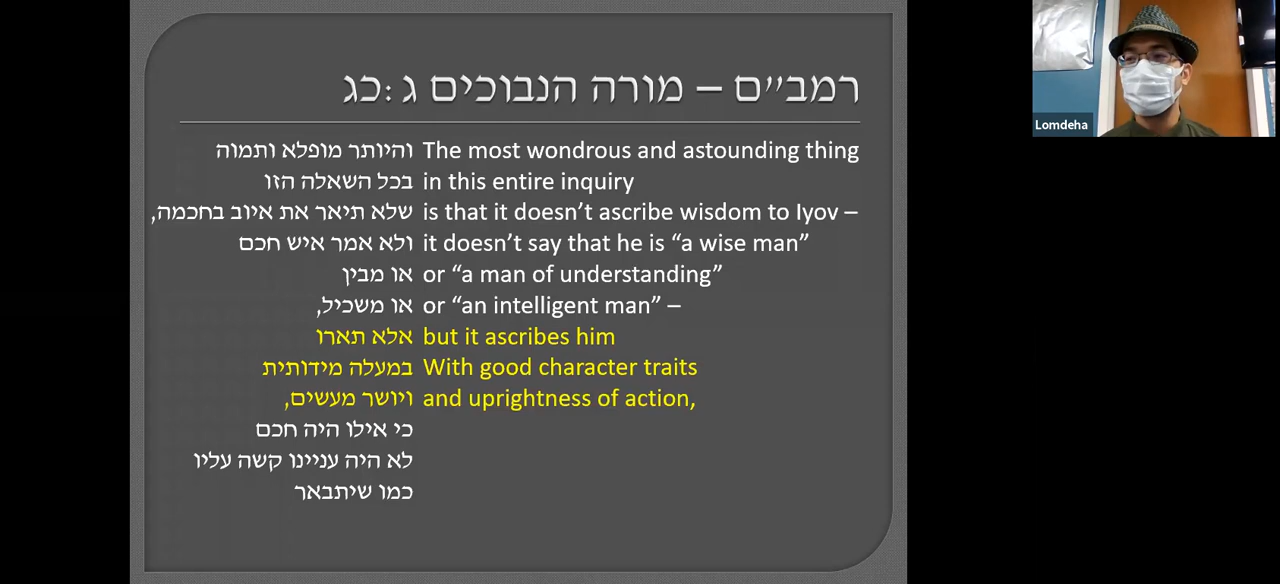 רמב״ם – מורה הנבוכים ג :כג
והיותר מופלא ותמוה The most wondrous and astounding thing
בכל השאלה הזו in this entire inquiry
שלא תיאר את איוב בחכמה, is that it doesn’t ascribe wisdom to Iyov –
ולא אמר איש חכם it doesn’t say that he is “a wise man”
או מבין or “a man of understanding”
או משכיל, or “an intelligent man” –
אלא תארו but it ascribes him
במעלה מידותית With good character traits
ויושר מעשים, and uprightness of action,
כי אילו היה חכם
לא היה עניינו קשה עליו
כמו שיתבאר
Lomdeha